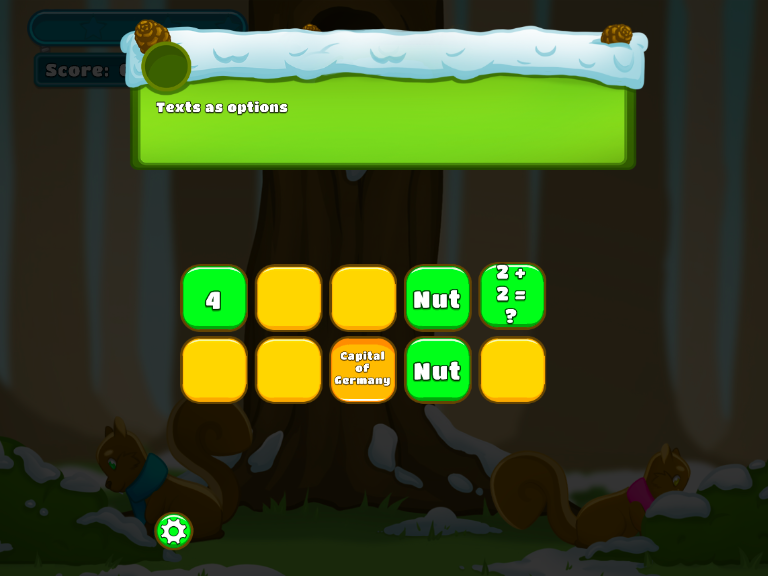 Score:
Texts as options
4
Nut
2 +
2 =
?
Capital
of
Germany
Nut